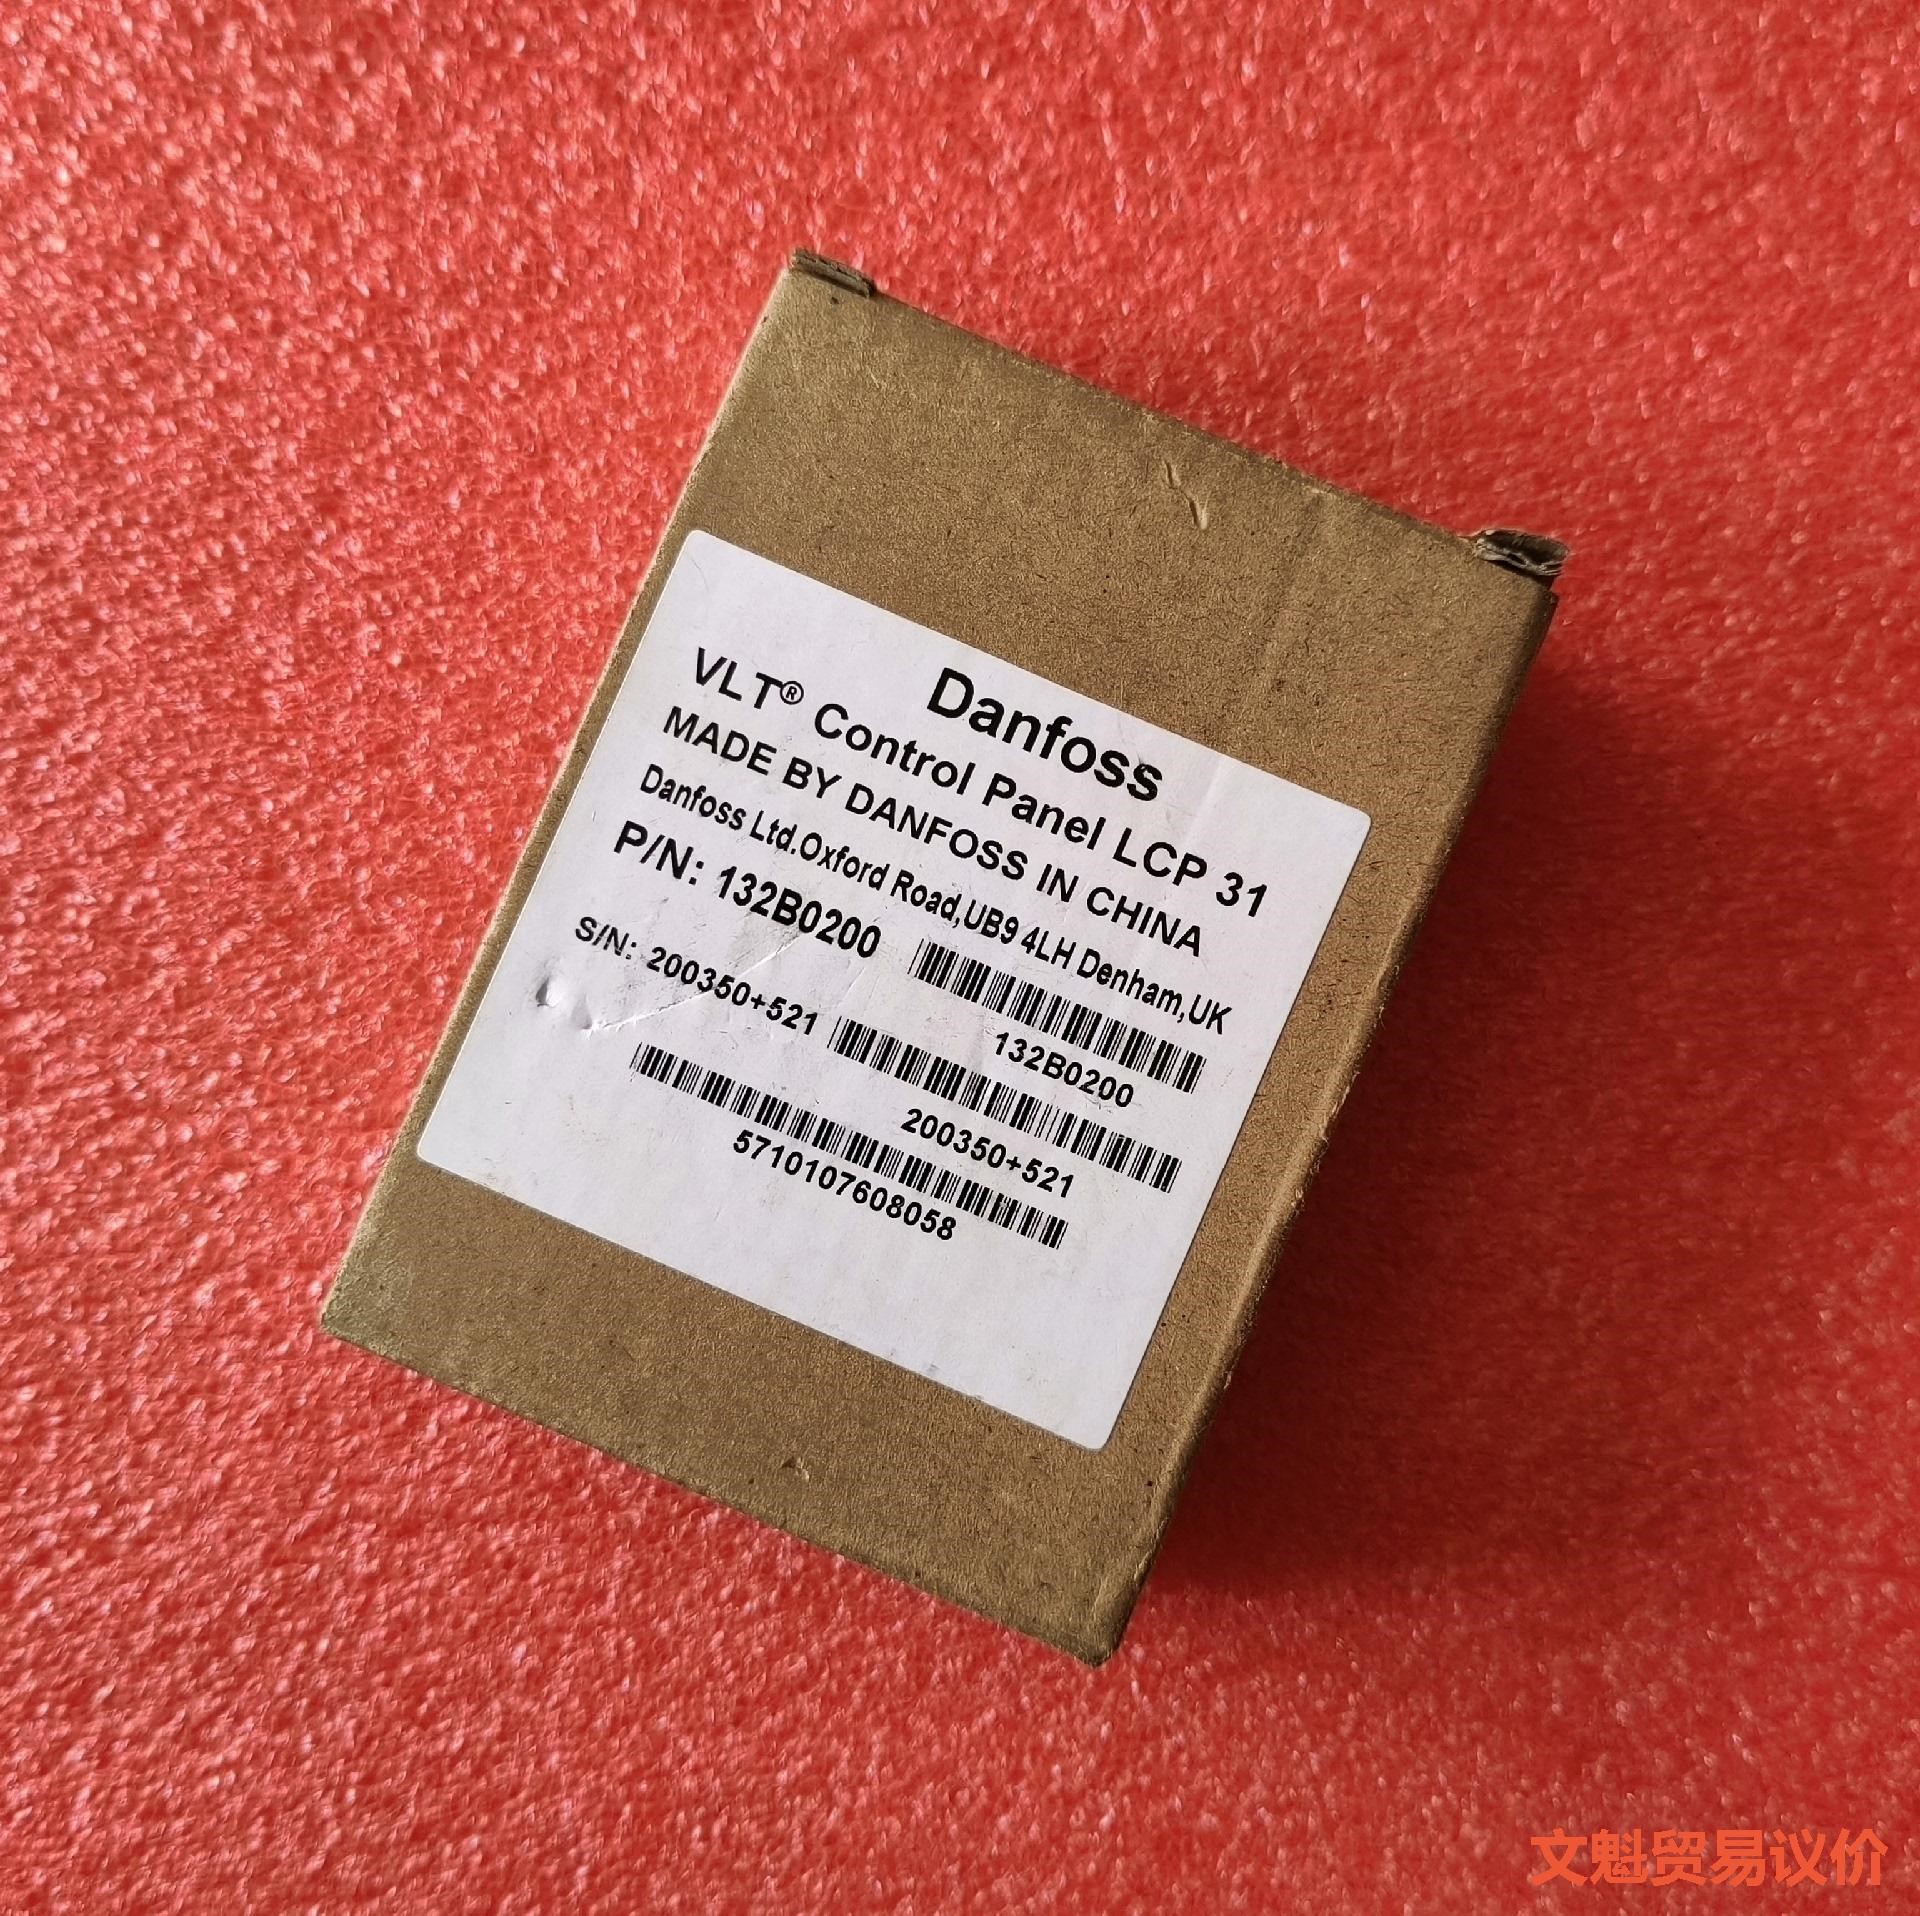 Danfoss
VLT® Control Panel LCP 31
MADE BY DANFOSS IN CHINA
Danfoss Ltd.Oxford Road,UB9 4LH Denham,UK
P/N: 132B0200
132B0200
S/N: 200350+521
200350+521
5710107608058
文魁贸易议价